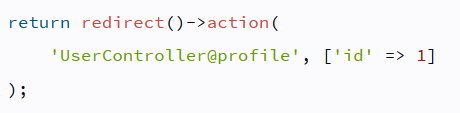 return redirect()->action(
    'UserController@profile', ['id' => 1]
);